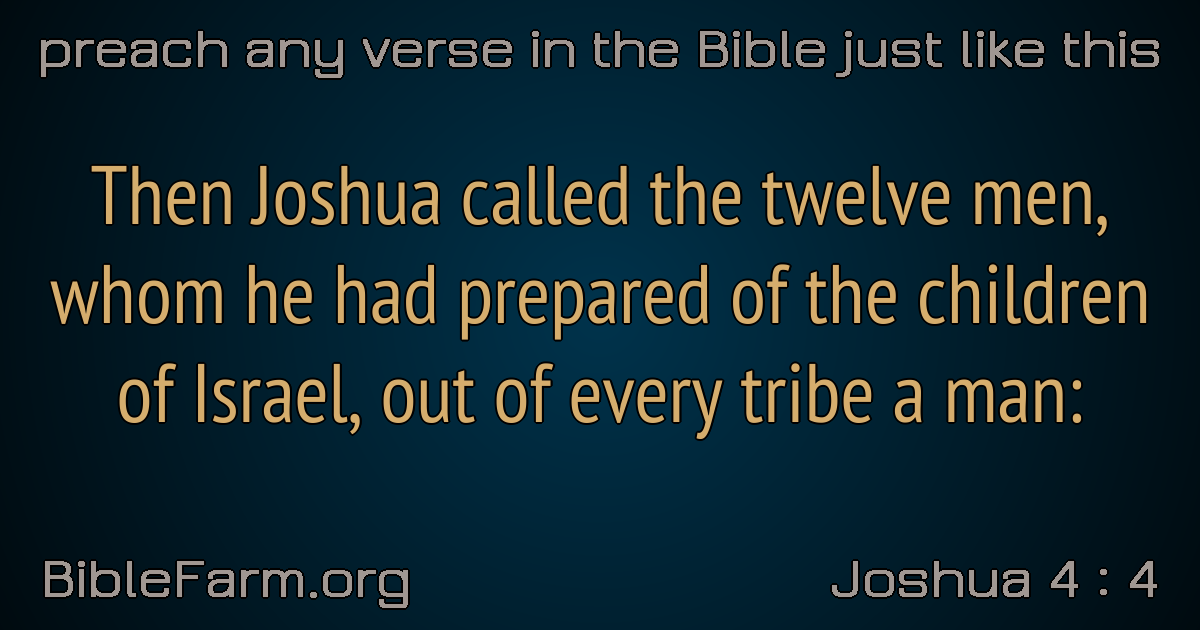 preach any verse in the Bible just like this
Then Joshua called the twelve men,
whom he had prepared of the children
of Israel, out of every tribe a man:
BibleFarm.org
Joshua 4 : 4